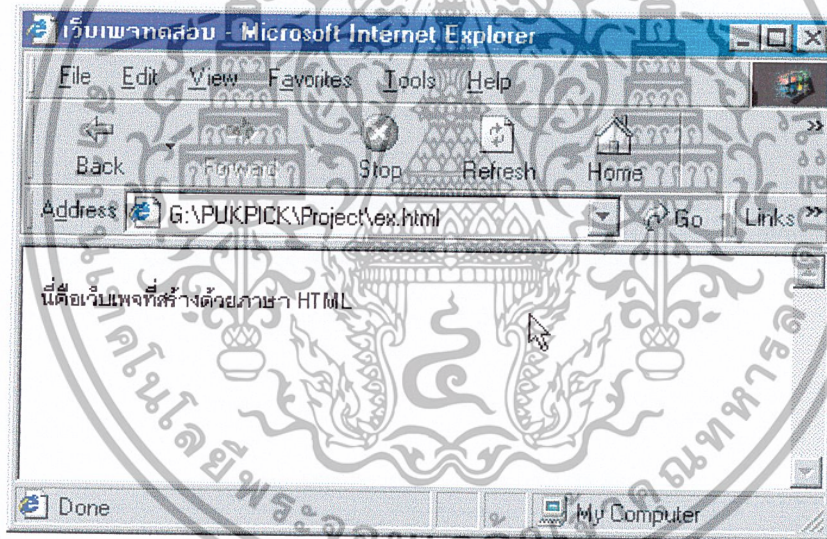 เว็บเพจทดสอบ - Microsoft Internet Explorer
File Edit View Favorites Tools Help
Back Forward Stop Refresh Home »
Address G:\PUKPICK\Project\ex.html Go Links »
นี่คือเว็บเพจที่สร้างด้วยภาษา HTML
Done My Computer